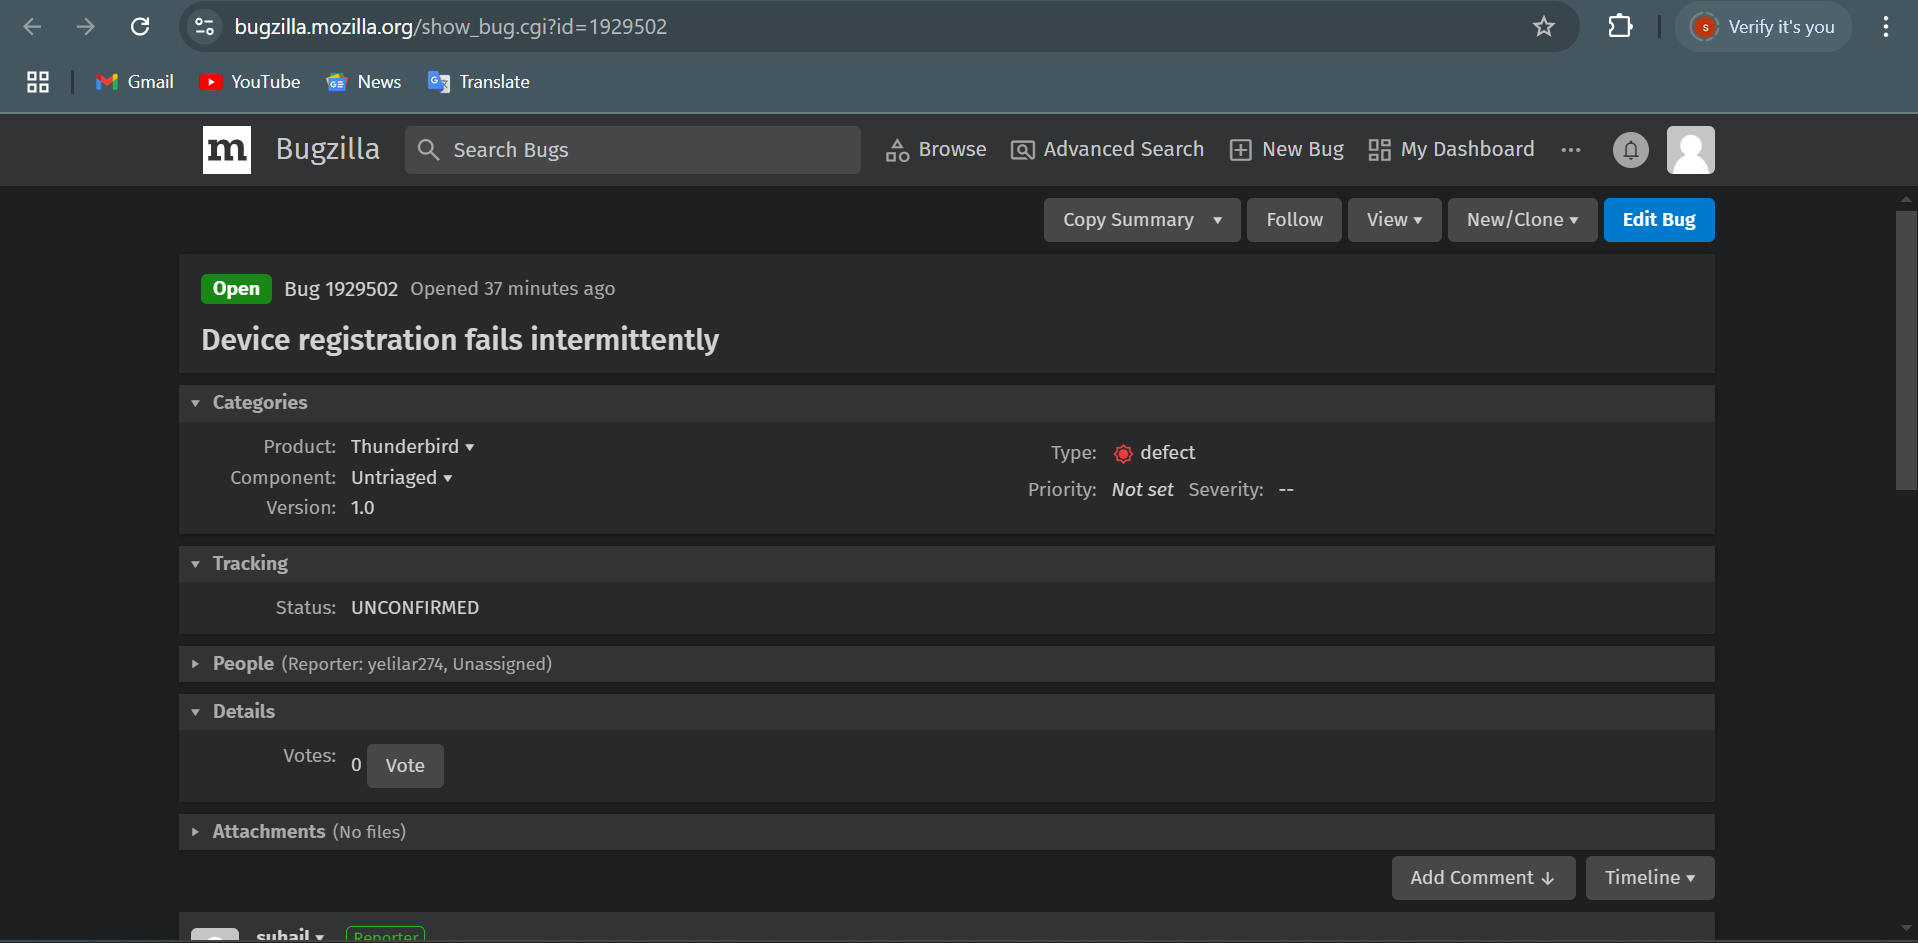 bugzilla.mozilla.org/show_bug.cgi?id=1929502
s
Verify it's you
Gmail
YouTube
News
Translate
m
Bugzilla
Search Bugs
Browse
Advanced Search
New Bug
My Dashboard
Copy Summary
Follow
View
New/Clone
Edit Bug
Open Bug 1929502 Opened 37 minutes ago
Device registration fails intermittently
Categories
Product: Thunderbird
Component: Untriaged
Version: 1.0
Type: defect
Priority: Not set Severity: --
Tracking
Status: UNCONFIRMED
People (Reporter: yelilar274, Unassigned)
Details
Votes: 0 Vote
Attachments (No files)
Add Comment ↓
Timeline
suhail
Reporter